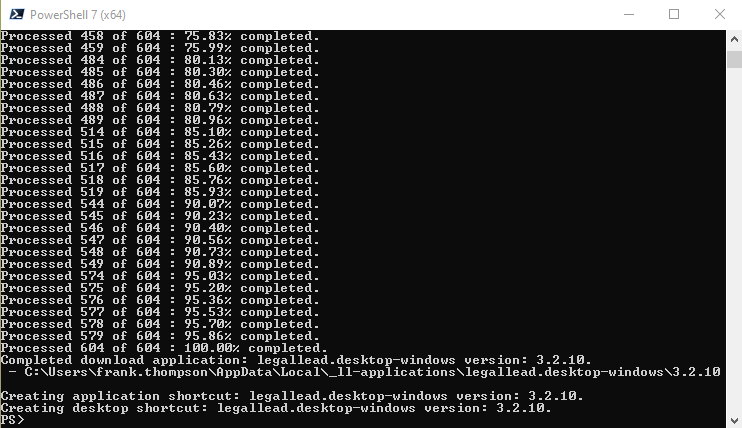 PowerShell 7 (x64)
Processed 458 of 604 : 75.83% completed.
Processed 459 of 604 : 75.99% completed.
Processed 484 of 604 : 80.13% completed.
Processed 485 of 604 : 80.30% completed.
Processed 486 of 604 : 80.46% completed.
Processed 487 of 604 : 80.63% completed.
Processed 488 of 604 : 80.79% completed.
Processed 489 of 604 : 80.96% completed.
Processed 514 of 604 : 85.10% completed.
Processed 515 of 604 : 85.26% completed.
Processed 516 of 604 : 85.43% completed.
Processed 517 of 604 : 85.60% completed.
Processed 518 of 604 : 85.76% completed.
Processed 519 of 604 : 85.93% completed.
Processed 544 of 604 : 90.07% completed.
Processed 545 of 604 : 90.23% completed.
Processed 546 of 604 : 90.40% completed.
Processed 547 of 604 : 90.56% completed.
Processed 548 of 604 : 90.73% completed.
Processed 549 of 604 : 90.89% completed.
Processed 574 of 604 : 95.03% completed.
Processed 575 of 604 : 95.20% completed.
Processed 576 of 604 : 95.36% completed.
Processed 577 of 604 : 95.53% completed.
Processed 578 of 604 : 95.70% completed.
Processed 579 of 604 : 95.86% completed.
Processed 604 of 604 : 100.00% completed.
Completed download application: legallead.desktop-windows version: 3.2.10.
 - C:\Users\frank.thompson\AppData\Local\_ll-applications\legallead.desktop-windows\3.2.10
Creating application shortcut: legallead.desktop-windows version: 3.2.10.
Creating desktop shortcut: legallead.desktop-windows version: 3.2.10.
PS>